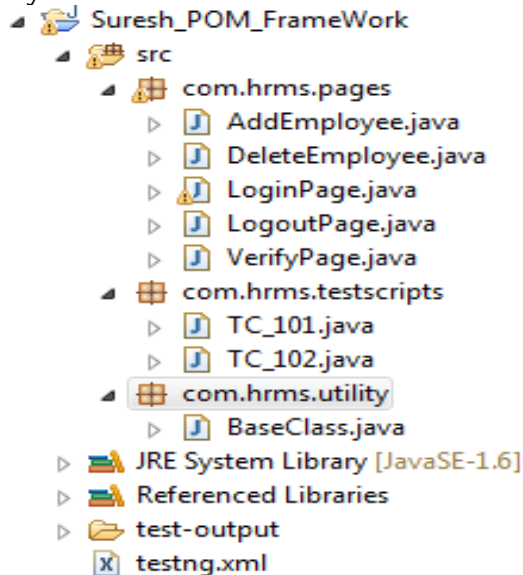 Suresh_POM_FrameWork
src
com.hrms.pages
AddEmployee.java
DeleteEmployee.java
LoginPage.java
LogoutPage.java
VerifyPage.java
com.hrms.testscripts
TC_101.java
TC_102.java
com.hrms.utility
BaseClass.java
JRE System Library [JavaSE-1.6]
Referenced Libraries
test-output
testng.xml